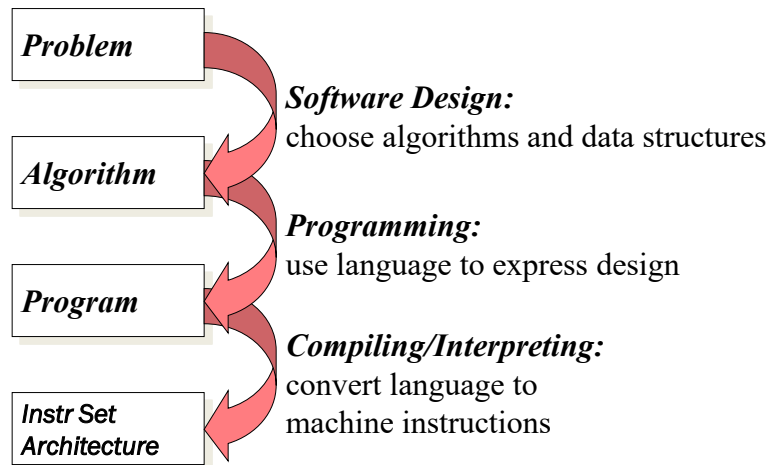 Problem
Software Design:
choose algorithms and data structures
Algorithm
Programming:
use language to express design
Program
Compiling/Interpreting:
convert language to
machine instructions
Instr Set
Architecture